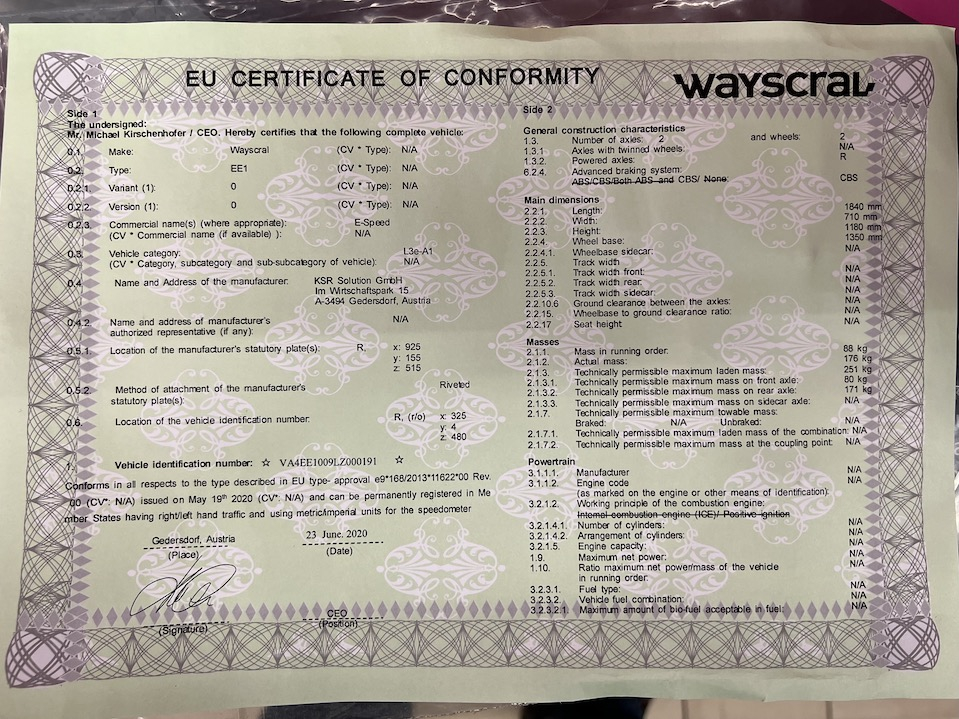 EU CERTIFICATE OF CONFORMITY
wayscral
Side 1
The undersigned:
Mr. Michael Kirschenhofer / CEO. Hereby certifies that the following complete vehicle:
0.1. Make: Wayscral (CV * Type): N/A
0.2. Type: EE1 (CV * Type): N/A
0.2.1. Variant (1): 0 (CV * Type): N/A
0.2.2. Version (1): 0 (CV * Type): N/A
0.2.3. Commercial name(s) (where appropriate): E-Speed
(CV * Commercial name (if available) ): N/A
0.3. Vehicle category: L3e-A1
(CV * Category, subcategory and sub-subcategory of vehicle): N/A
0.4 Name and Address of the manufacturer: KSR Solution GmbH
Im Wirtschaftspark 15
A-3494 Gedersdorf, Austria
0.4.2. Name and address of manufacturer's N/A
authorized representative (if any):
0.5.1. Location of the manufacturer's statutory plate(s): R, x: 925
y: 155
z: 515
0.5.2. Method of attachment of the manufacturer's Riveted
statutory plate(s):
0.6. Location of the vehicle identification number: R, (r/o) x: 325
y: 4
z: 480
1. Vehicle identification number: ☆ VA4EE1009LZ000191 ☆
Conforms in all respects to the type described in EU type- approval e9*168/2013*11622*00 Rev.
00 (CV*: N/A) issued on May 19th 2020 (CV*: N/A) and can be permanently registered in Me
mber States having right/left hand traffic and using metric/imperial units for the speedometer
Gedersdorf, Austria 23 June. 2020
(Place) (Date)
CEO
(Signature) (Position)
Side 2
General construction characteristics
1.3. Number of axles: 2 and wheels: 2
1.3.1 Axles with twinned wheels: N/A
1.3.2. Powered axles: R
6.2.4. Advanced braking system:
ABS/CBS/Both ABS and CBS/ None: CBS
Main dimensions
2.2.1. Length: 1840 mm
2.2.2. Width: 710 mm
2.2.3. Height: 1180 mm
2.2.4. Wheel base: 1350 mm
2.2.4.1. Wheelbase sidecar: N/A
2.2.5. Track width
2.2.5.1. Track width front: N/A
2.2.5.2. Track width rear: N/A
2.2.5.3. Track width sidecar: N/A
2.2.10.6 Ground clearance between the axles: N/A
2.2.15. Wheelbase to ground clearance ratio: N/A
2.2.17 Seat height N/A
Masses
2.1.1. Mass in running order: 88 kg
2.1.2. Actual mass: 176 kg
2.1.3. Technically permissible maximum laden mass: 251 kg
2.1.3.1. Technically permissible maximum mass on front axle: 80 kg
2.1.3.2. Technically permissible maximum mass on rear axle: 171 kg
2.1.3.3. Technically permissible maximum mass on sidecar axle: N/A
2.1.7. Technically permissible maximum towable mass:
Braked: N/A Unbraked: N/A
2.1.7.1. Technically permissible maximum laden mass of the combination: N/A
2.1.7.2. Technically permissible maximum mass at the coupling point: N/A
Powertrain
3.1.1.1. Manufacturer N/A
3.1.1.2. Engine code N/A
(as marked on the engine or other means of identification):
3.2.1.2. Working principle of the combustion engine:
Internal combustion engine (ICE)/ Positive ignition
3.2.1.4.1. Number of cylinders: N/A
3.2.1.4.2. Arrangement of cylinders: N/A
3.2.1.5. Engine capacity: N/A
1.9. Maximum net power: N/A
1.10. Ratio maximum net power/mass of the vehicle N/A
in running order:
3.2.3.1. Fuel type: N/A
3.2.3.2. Vehicle fuel combination: N/A
3.2.3.2.1. Maximum amount of bio-fuel acceptable in fuel: N/A